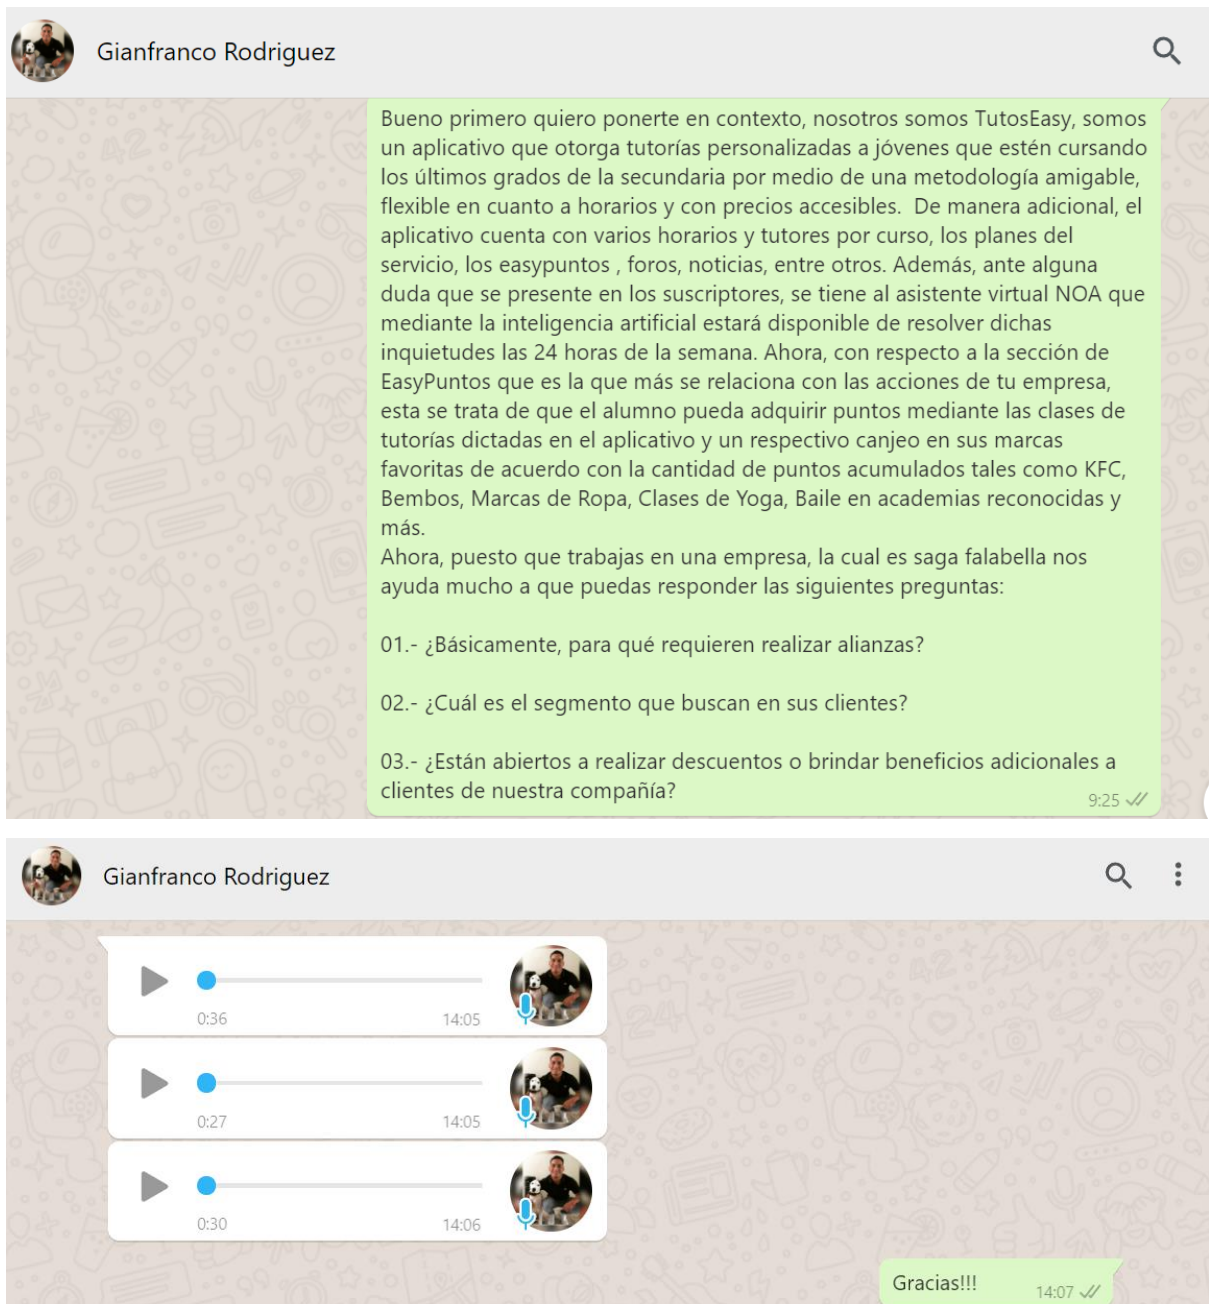 Gianfranco Rodriguez
Bueno primero quiero ponerte en contexto, nosotros somos TutosEasy, somos
un aplicativo que otorga tutorías personalizadas a jóvenes que estén cursando
los últimos grados de la secundaria por medio de una metodología amigable,
flexible en cuanto a horarios y con precios accesibles.  De manera adicional, el
aplicativo cuenta con varios horarios y tutores por curso, los planes del
servicio, los easypuntos , foros, noticias, entre otros. Además, ante alguna
duda que se presente en los suscriptores, se tiene al asistente virtual NOA que
mediante la inteligencia artificial estará disponible de resolver dichas
inquietudes las 24 horas de la semana. Ahora, con respecto a la sección de
EasyPuntos que es la que más se relaciona con las acciones de tu empresa,
esta se trata de que el alumno pueda adquirir puntos mediante las clases de
tutorías dictadas en el aplicativo y un respectivo canjeo en sus marcas
favoritas de acuerdo con la cantidad de puntos acumulados tales como KFC,
Bembos, Marcas de Ropa, Clases de Yoga, Baile en academias reconocidas y
más.
Ahora, puesto que trabajas en una empresa, la cual es saga falabella nos
ayuda mucho a que puedas responder las siguientes preguntas:
01.- ¿Básicamente, para qué requieren realizar alianzas?
02.- ¿Cuál es el segmento que buscan en sus clientes?
03.- ¿Están abiertos a realizar descuentos o brindar beneficios adicionales a
clientes de nuestra compañía?
9:25
Gianfranco Rodriguez
0:36 14:05
0:27 14:05
0:30 14:06
Gracias!!! 14:07